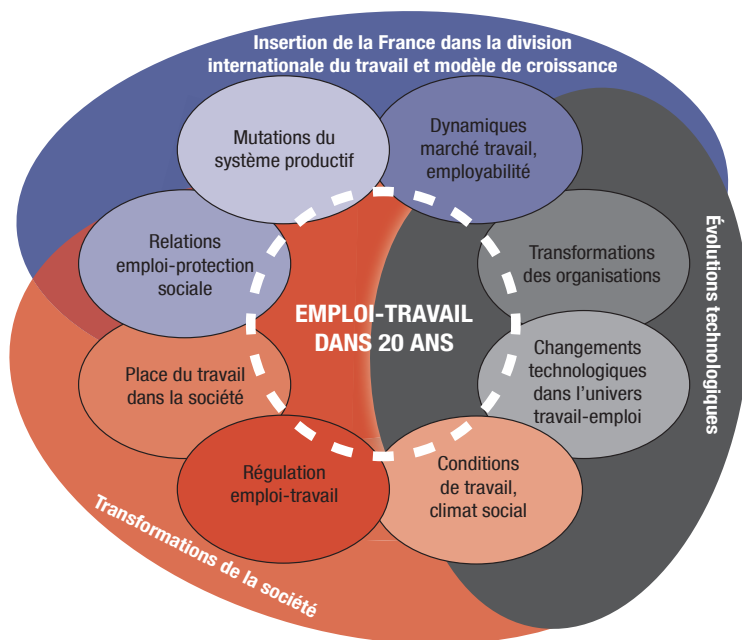 Insertion de la France dans la division
internationale du travail et modèle de croissance
Mutations du
système productif
Dynamiques
marché travail,
employabilité
Relations
emploi-protection
sociale
Transformations
des organisations
Évolutions technologiques
EMPLOI-TRAVAIL
DANS 20 ANS
Place du travail
dans la société
Changements
technologiques
dans l’univers
travail-emploi
Régulation
emploi-travail
Conditions
de travail,
climat social
Transformations de la société